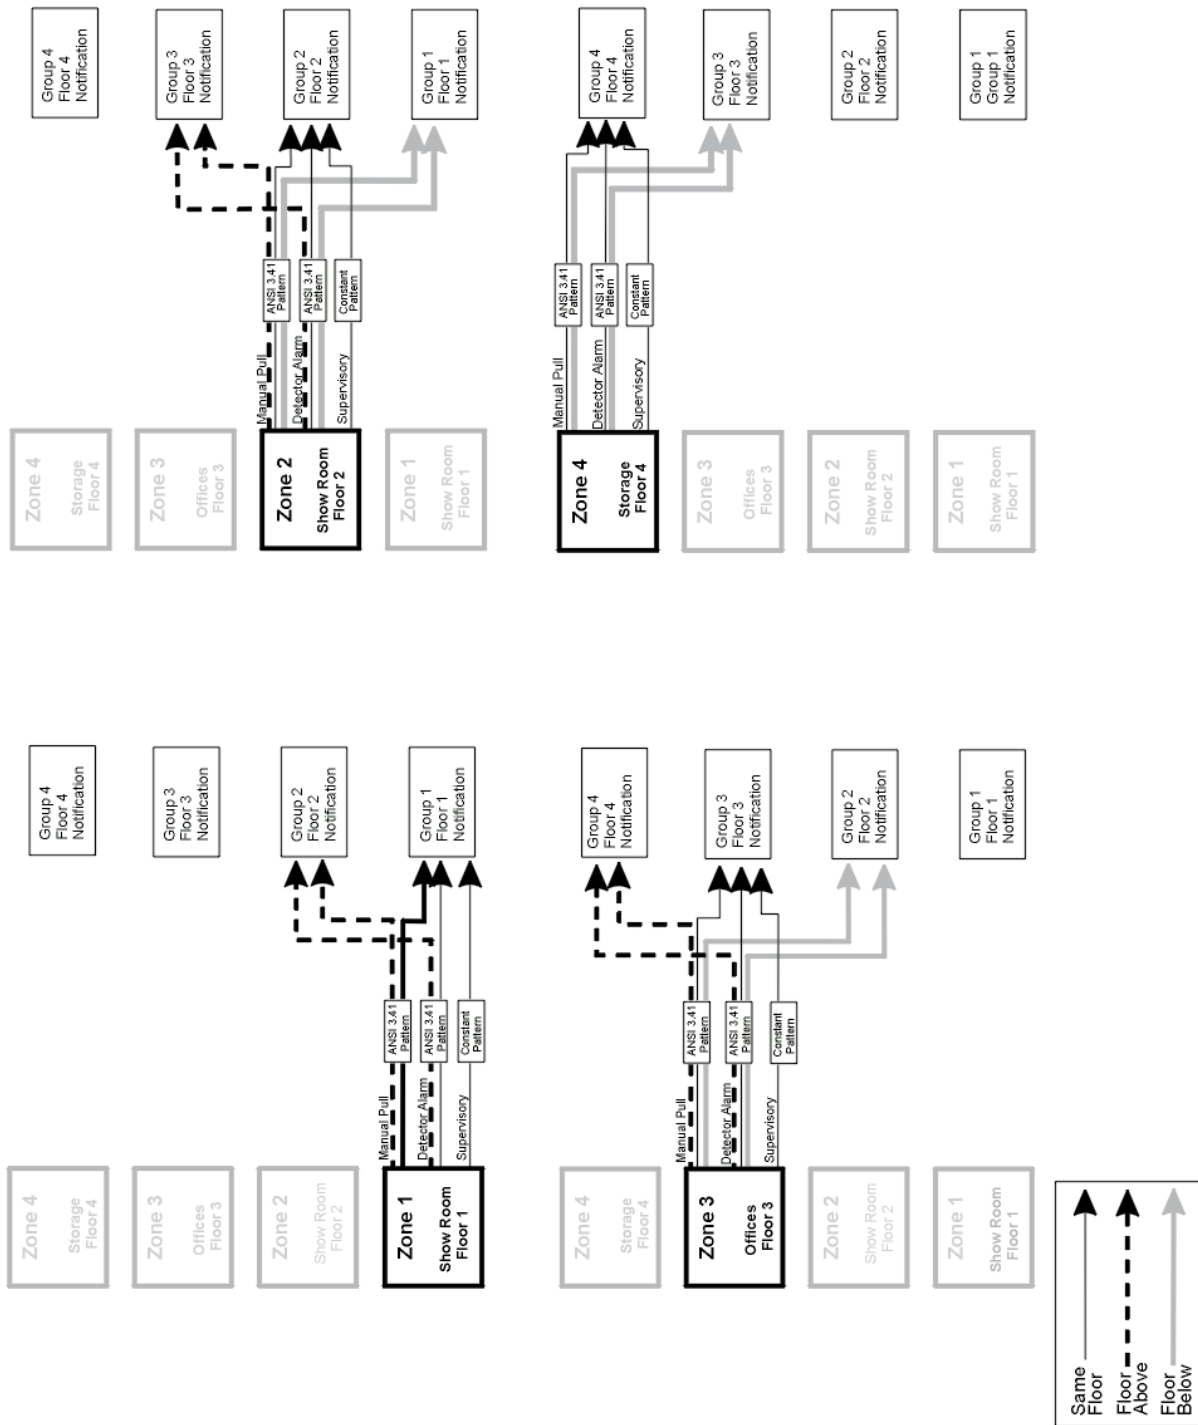 Zone 4
Storage
Floor 4
Zone 3
Offices
Floor 3
Zone 2
Show Room
Floor 2
Zone 1
Show Room
Floor 1
Manual Pull
Detector Alarm
Supervisory
ANSI 3.41
Pattern
ANSI 3.41
Pattern
Constant
Pattern
Group 4
Floor 4
Notification
Group 3
Floor 3
Notification
Group 2
Floor 2
Notification
Group 1
Floor 1
Notification
Zone 4
Storage
Floor 4
Zone 3
Offices
Floor 3
Zone 2
Show Room
Floor 2
Zone 1
Show Room
Floor 1
Manual Pull
Detector Alarm
Supervisory
ANSI 3.41
Pattern
ANSI 3.41
Pattern
Constant
Pattern
Group 4
Floor 4
Notification
Group 3
Floor 3
Notification
Group 2
Floor 2
Notification
Group 1
Floor 1
Notification
Zone 4
Storage
Floor 4
Zone 3
Offices
Floor 3
Zone 2
Show Room
Floor 2
Zone 1
Show Room
Floor 1
Manual Pull
Detector Alarm
Supervisory
ANSI 3.41
Pattern
ANSI 3.41
Pattern
Constant
Pattern
Group 4
Floor 4
Notification
Group 3
Floor 3
Notification
Group 2
Floor 2
Notification
Group 1
Floor 1
Notification
Zone 4
Storage
Floor 4
Zone 3
Offices
Floor 3
Zone 2
Show Room
Floor 2
Zone 1
Show Room
Floor 1
Manual Pull
Detector Alarm
Supervisory
ANSI 3.41
Pattern
ANSI 3.41
Pattern
Constant
Pattern
Group 4
Floor 4
Notification
Group 3
Floor 3
Notification
Group 2
Floor 2
Notification
Group 1
Group 1
Notification
Same
Floor
Floor
Above
Floor
Below